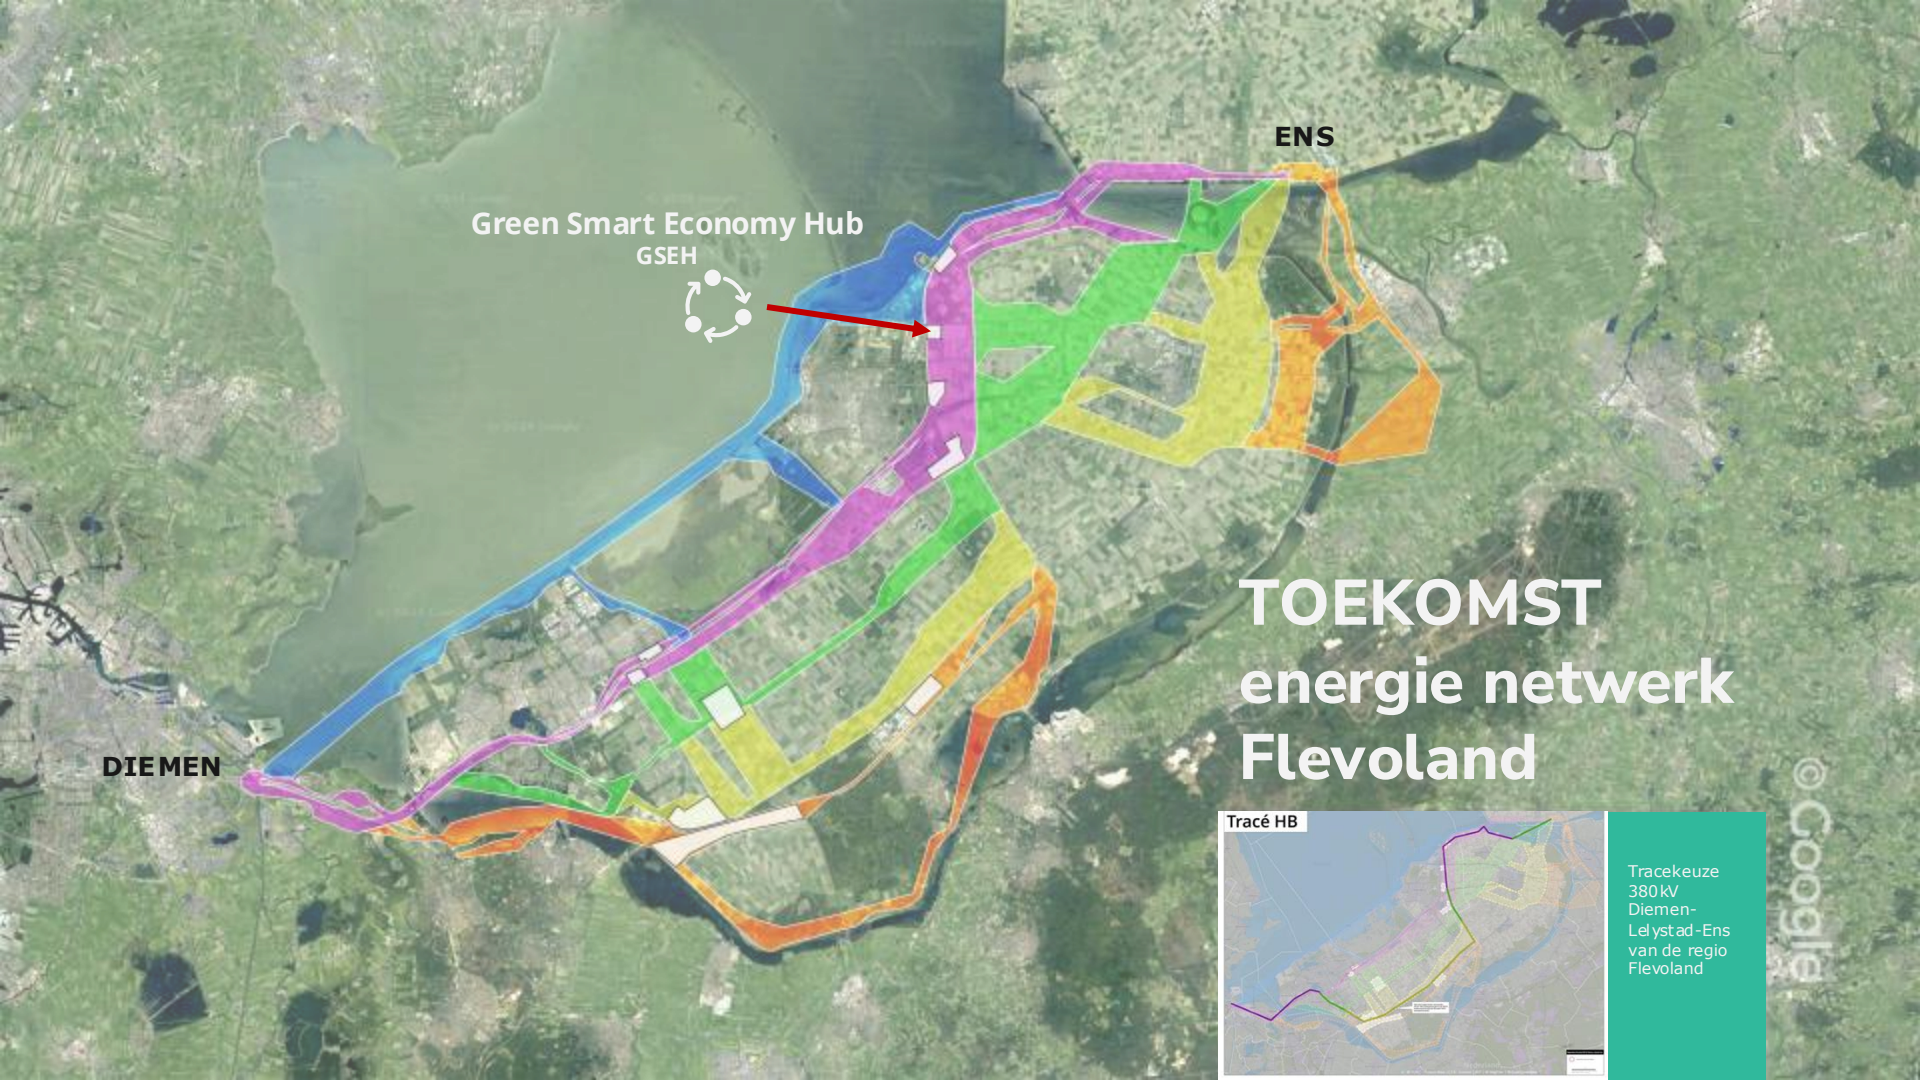 ENS
Green Smart Economy Hub
GSEH
DIEMEN
TOEKOMST
energie netwerk
Flevoland
Tracé HB
Tracekeuze
380kV
Diemen-
Lelystad-Ens
van de regio
Flevoland
© Google